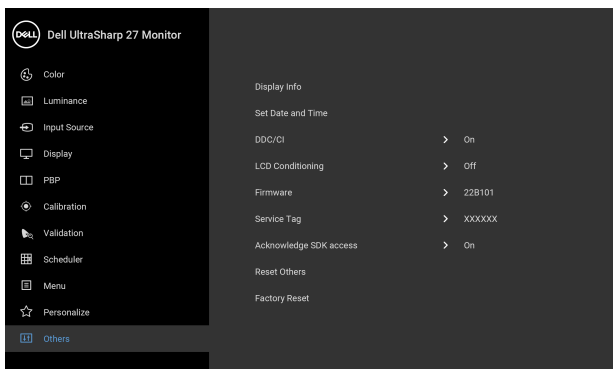 DELL Dell UltraSharp 27 Monitor
Color
Luminance
Input Source
Display
PBP
Calibration
Validation
Scheduler
Menu
Personalize
Others
Display Info
Set Date and Time
DDC/CI > On
LCD Conditioning > Off
Firmware > 22B101
Service Tag > XXXXXX
Acknowledge SDK access > On
Reset Others
Factory Reset